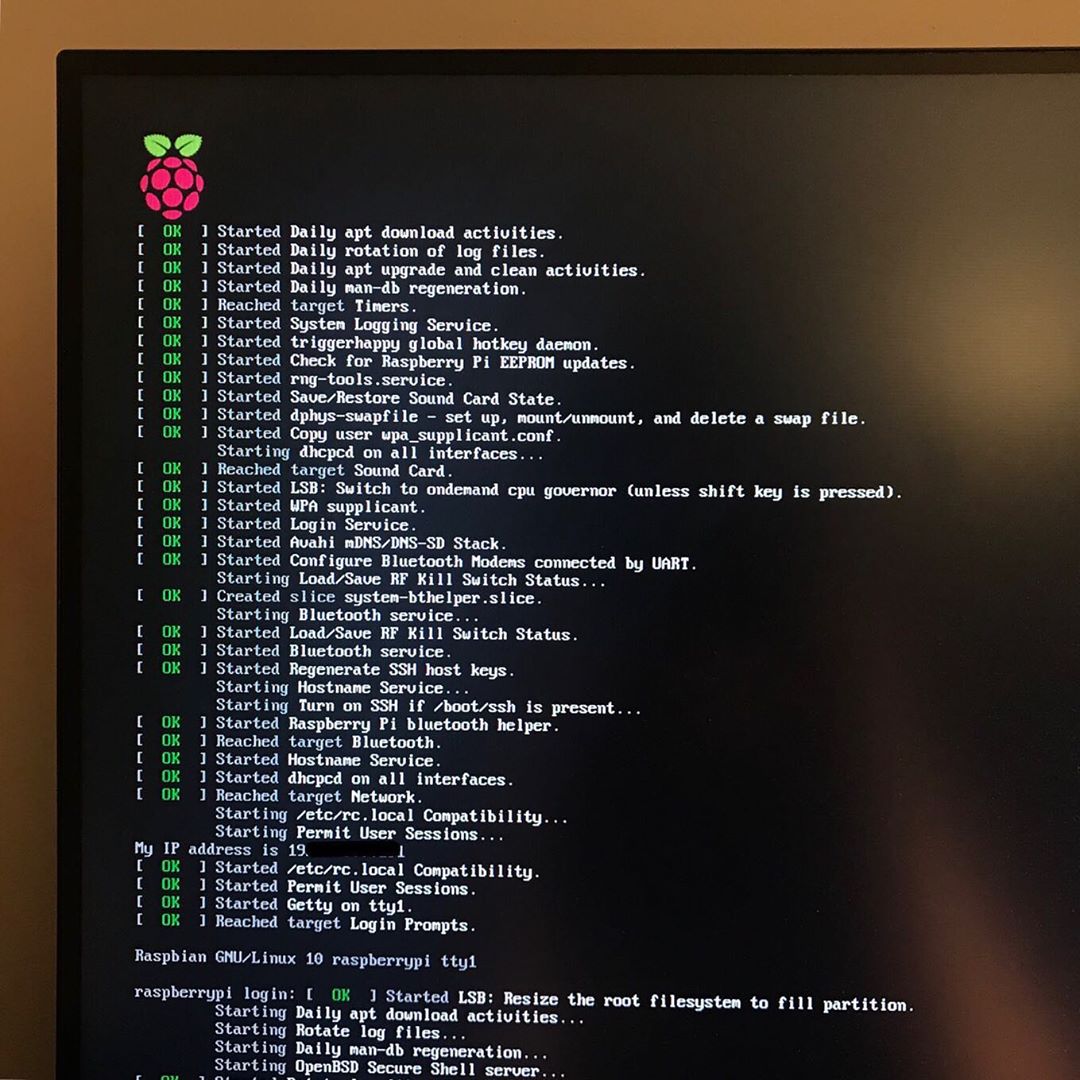 [ OK ] Started Daily apt download activities.
[ OK ] Started Daily rotation of log files.
[ OK ] Started Daily apt upgrade and clean activities.
[ OK ] Started Daily man-db regeneration.
[ OK ] Reached target Timers.
[ OK ] Started System Logging Service.
[ OK ] Started triggerhappy global hotkey daemon.
[ OK ] Started Check for Raspberry Pi EEPROM updates.
[ OK ] Started rng-tools.service.
[ OK ] Started Save/Restore Sound Card State.
[ OK ] Started dphys-swapfile - set up, mount/unmount, and delete a swap file.
[ OK ] Started Copy user wpa_supplicant.conf.
Starting dhcpcd on all interfaces...
[ OK ] Reached target Sound Card.
[ OK ] Started LSB: Switch to ondemand cpu governor (unless shift key is pressed).
[ OK ] Started WPA supplicant.
[ OK ] Started Login Service.
[ OK ] Started Avahi mDNS/DNS-SD Stack.
[ OK ] Started Configure Bluetooth Modems connected by UART.
Starting Load/Save RF Kill Switch Status...
[ OK ] Created slice system-bthelper.slice.
Starting Bluetooth service...
[ OK ] Started Load/Save RF Kill Switch Status.
[ OK ] Started Bluetooth service.
[ OK ] Started Regenerate SSH host keys.
Starting Hostname Service...
Starting Turn on SSH if /boot/ssh is present...
[ OK ] Started Raspberry Pi bluetooth helper.
[ OK ] Reached target Bluetooth.
[ OK ] Started Hostname Service.
[ OK ] Started dhcpcd on all interfaces.
[ OK ] Reached target Network.
Starting /etc/rc.local Compatibility...
Starting Permit User Sessions...
My IP address is
[ OK ] Started /etc/rc.local Compatibility.
[ OK ] Started Permit User Sessions.
[ OK ] Started Getty on tty1.
[ OK ] Reached target Login Prompts.
Raspbian GNU/Linux 10 raspberrypi tty1
raspberrypi login: [ OK ] Started LSB: Resize the root filesystem to fill partition.
Starting Daily apt download activities...
Starting Rotate log files...
Starting Daily man-db regeneration...
Starting OpenBSD Secure Shell server...